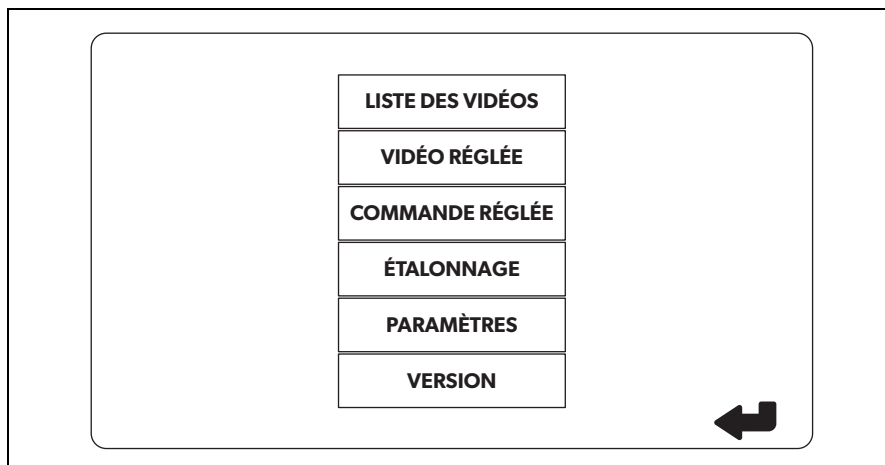 LISTE DES VIDÉOS
VIDÉO RÉGLÉE
COMMANDE RÉGLÉE
ÉTALONNAGE
PARAMÈTRES
VERSION